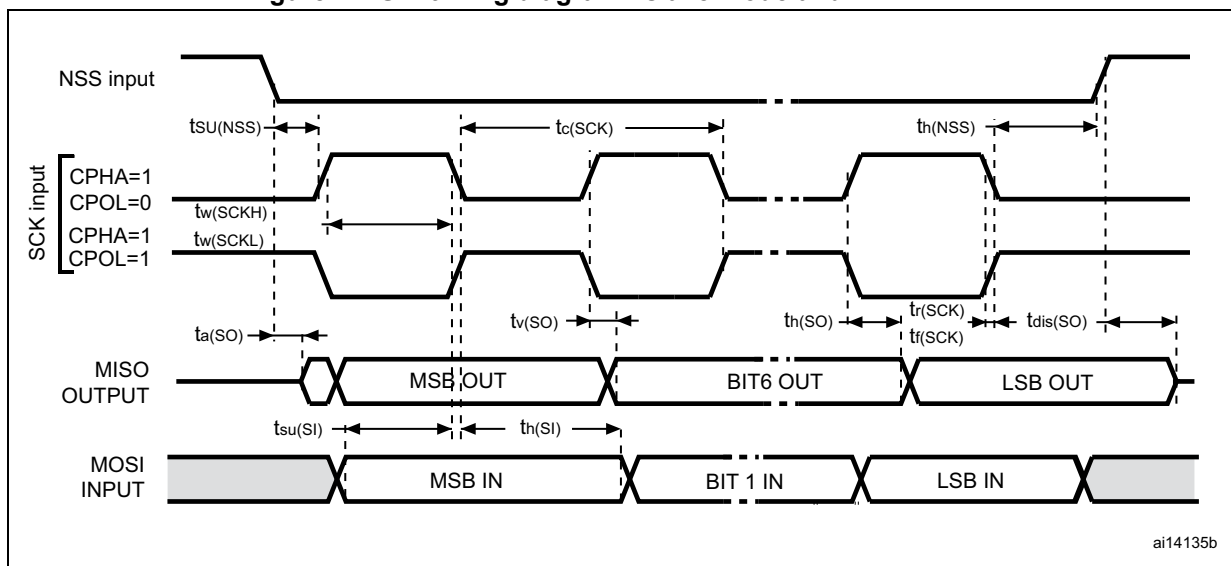 NSS input
tSU(NSS)
tc(SCK)
th(NSS)
SCK input
CPHA=1
CPOL=0
tw(SCKH)
CPHA=1
tw(SCKL)
CPOL=1
ta(SO)
tv(SO)
th(SO)
tr(SCK)
tf(SCK)
tdis(SO)
MISO
OUTPUT
MSB OUT
BIT6 OUT
LSB OUT
tsu(SI)
th(SI)
MOSI
INPUT
MSB IN
BIT 1 IN
LSB IN
ai14135b